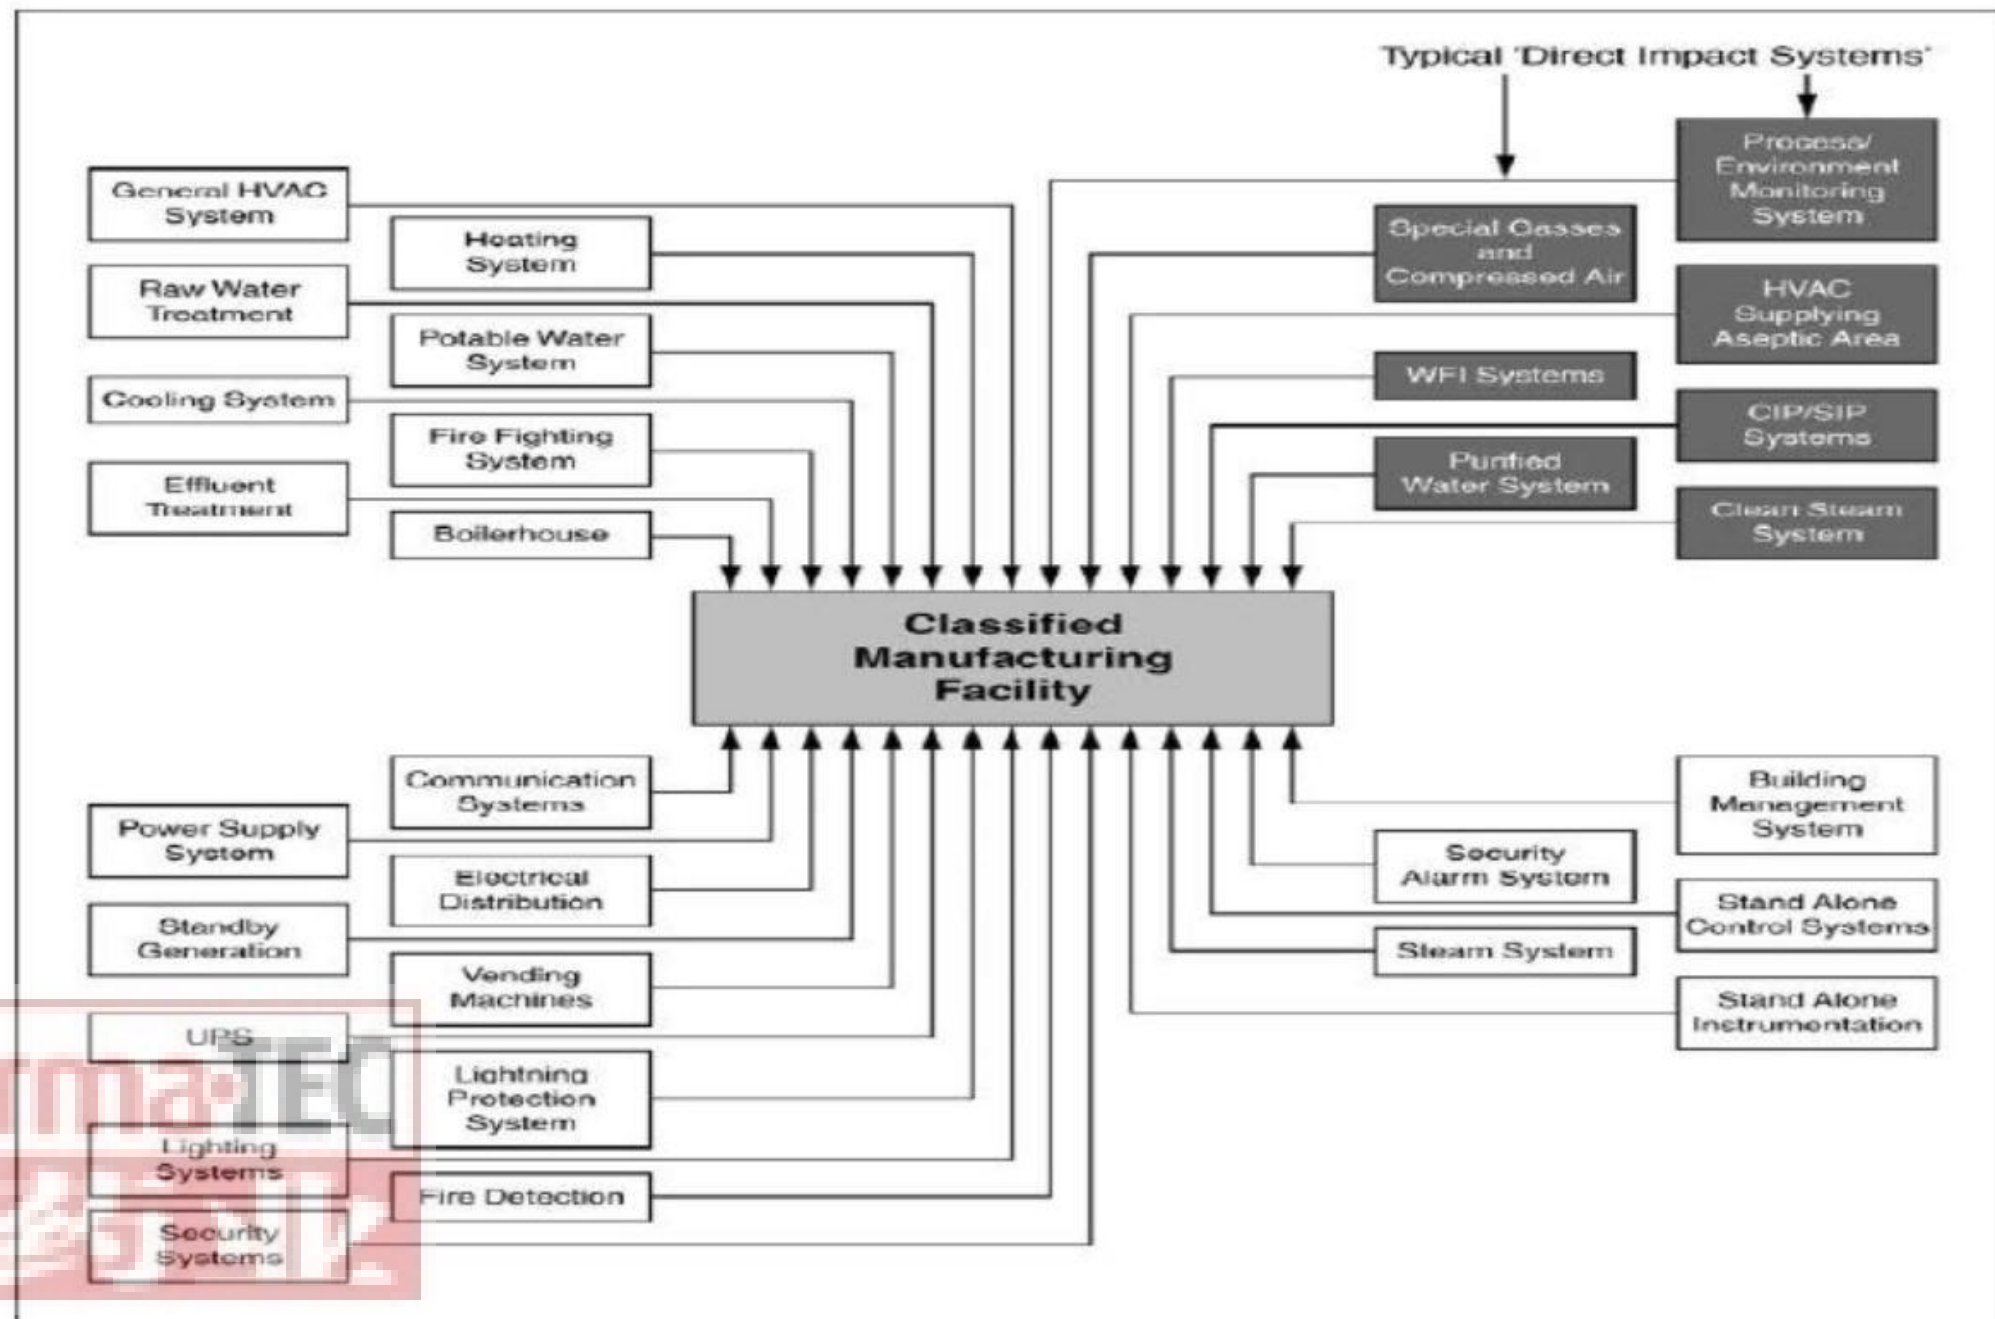 Typical 'Direct Impact Systems'
Process/
Environment
Monitoring
System
General HVAC
System
Heating
System
Special Gasses
and
Compressed Air
Raw Water
Treatment
HVAC
Supplying
Aseptic Area
Potable Water
System
WFI Systems
Cooling System
CIP/SIP
Systems
Fire Fighting
System
Purified
Water System
Effluent
Treatment
Clean Steam
System
Boilerhouse
Classified
Manufacturing
Facility
Communication
Systems
Building
Management
System
Power Supply
System
Security
Alarm System
Electrical
Distribution
Stand Alone
Control Systems
Standby
Generation
Steam System
Vending
Machines
Stand Alone
Instrumentation
UPS
rma·TEC
Lightning
Protection
System
Lighting
Systems
Fire Detection
Security
Systems